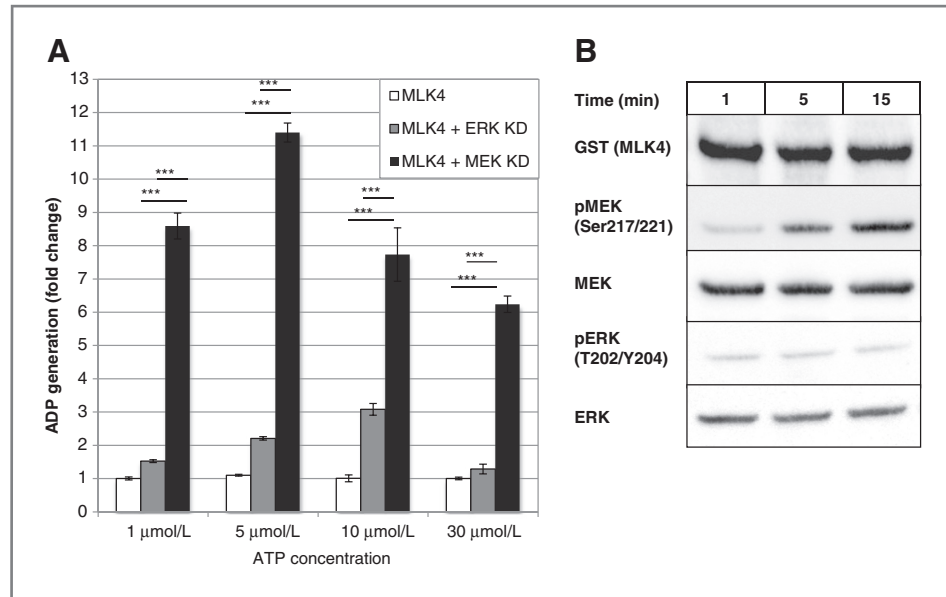 A
ADP generation (fold change)
13
12
11
10
9
8
7
6
5
4
3
2
1
0
***
***
***
***
***
***
***
***
MLK4
MLK4 + ERK KD
MLK4 + MEK KD
1 μmol/L 5 μmol/L 10 μmol/L 30 μmol/L
ATP concentration
B
Time (min) 1 5 15
GST (MLK4)
pMEK
(Ser217/221)
MEK
pERK
(T202/Y204)
ERK